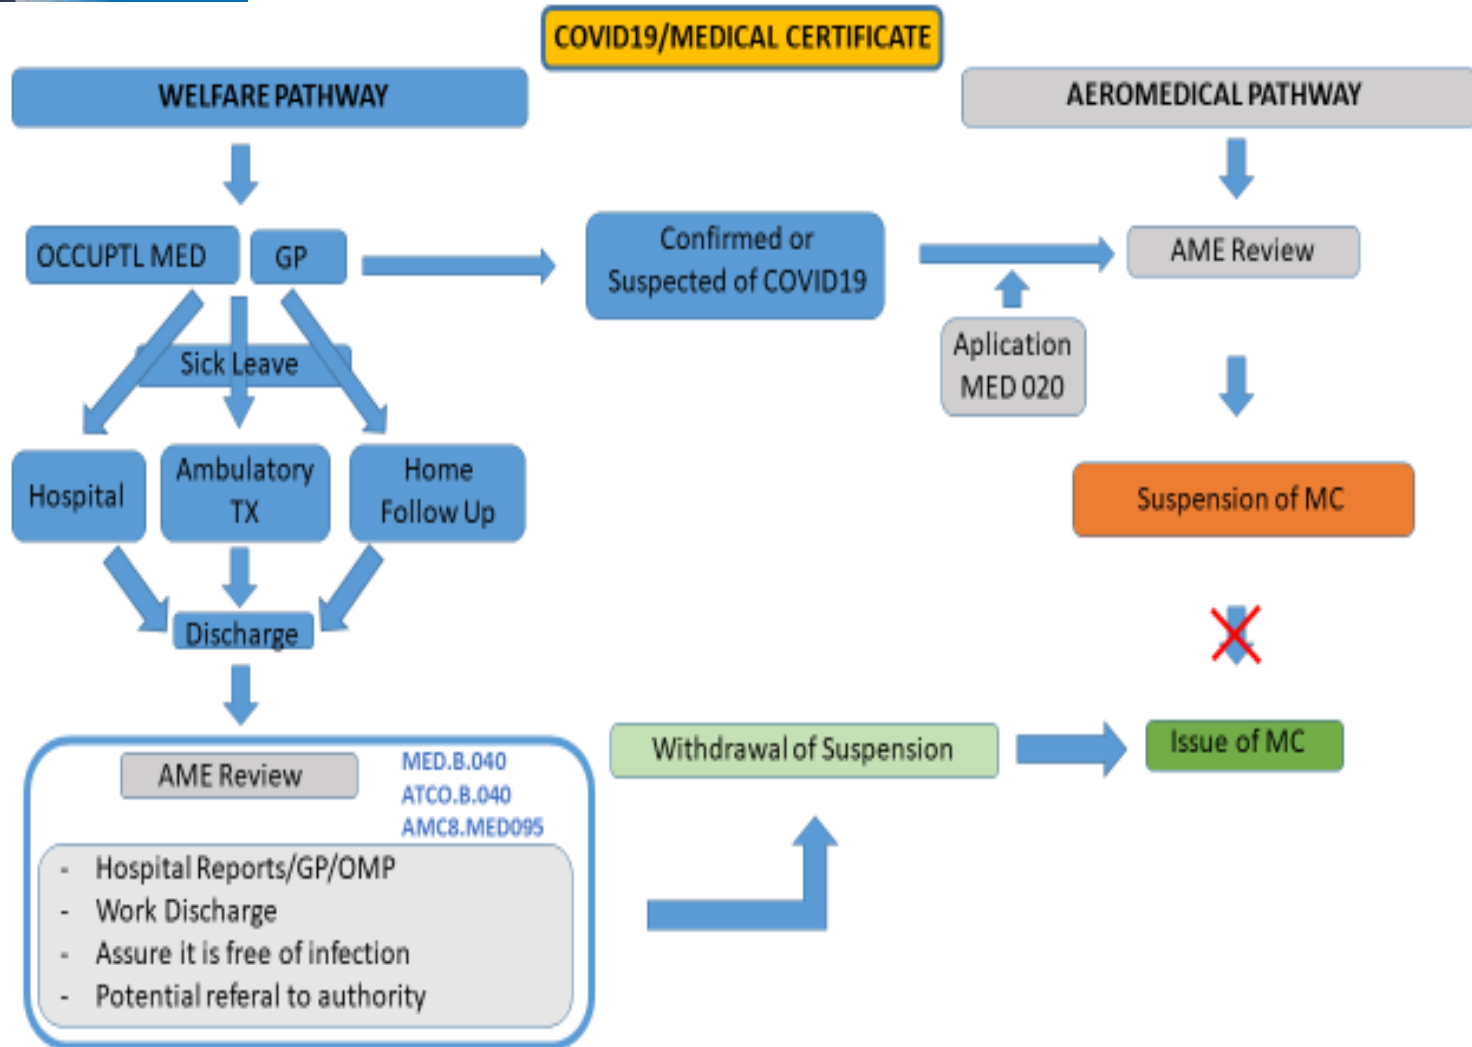 COVID19/MEDICAL CERTIFICATE
WELFARE PATHWAY
AEROMEDICAL PATHWAY
OCCUPTL MED
GP
Confirmed or
Suspected of COVID19
AME Review
Aplication
MED 020
Sick Leave
Hospital
Ambulatory
TX
Home
Follow Up
Suspension of MC
Discharge
Withdrawal of Suspension
Issue of MC
AME Review
MED.B.040
ATCO.B.040
AMC8.MED095
- Hospital Reports/GP/OMP
- Work Discharge
- Assure it is free of infection
- Potential referal to authority